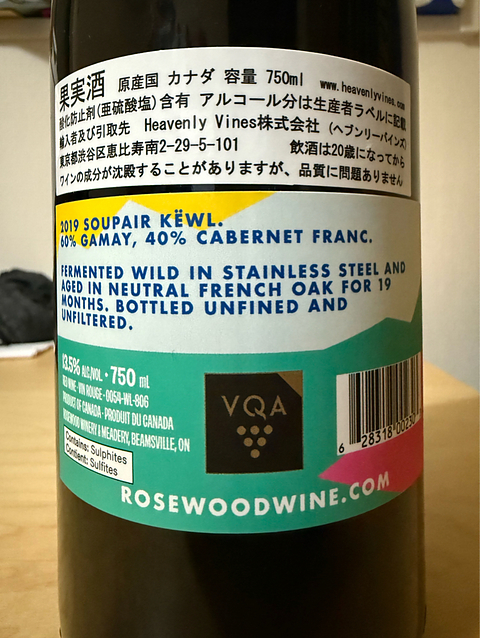 果実酒 原産国 カナダ 容量 750ml www.heavenlyvines.com
酸化防止剤(亜硫酸塩)含有 アルコール分は生産者ラベルに記載
輸入者及び引取先 Heavenly Vines株式会社 (ヘブンリーバインズ)
東京都渋谷区恵比寿南2-29-5-101 飲酒は20歳になってから
ワインの成分が沈殿することがありますが、品質に問題ありません
2019 SOUPAIR KËWL.
60% GAMAY, 40% CABERNET FRANC.
FERMENTED WILD IN STAINLESS STEEL AND
AGED IN NEUTRAL FRENCH OAK FOR 19
MONTHS. BOTTLED UNFINED AND
UNFILTERED.
13.5% ALC/VOL • 750 mL
RED WINE • VIN ROUGE • 0054-WL-806
PRODUCT OF CANADA • PRODUIT DU CANADA
ROSEWOOD WINERY & MEADERY, BEAMSVILLE, ON
Contains: Sulphites
Contient: Sulfites
VQA
6 28318 00230
ROSEWOODWINE.COM